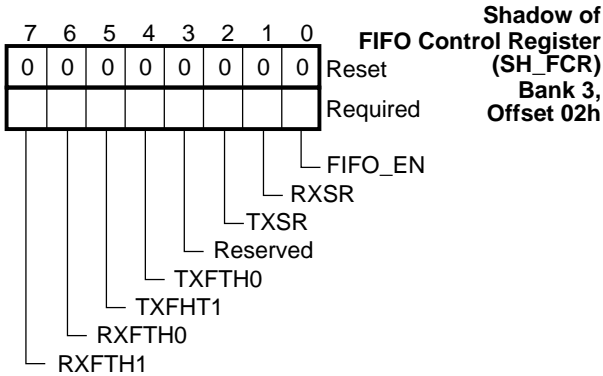 Shadow of
FIFO Control Register
(SH_FCR)
Bank 3,
Offset 02h
7 6 5 4 3 2 1 0
0 0 0 0 0 0 0 0 Reset
Required
FIFO_EN
RXSR
TXSR
Reserved
TXFTH0
TXFHT1
RXFTH0
RXFTH1